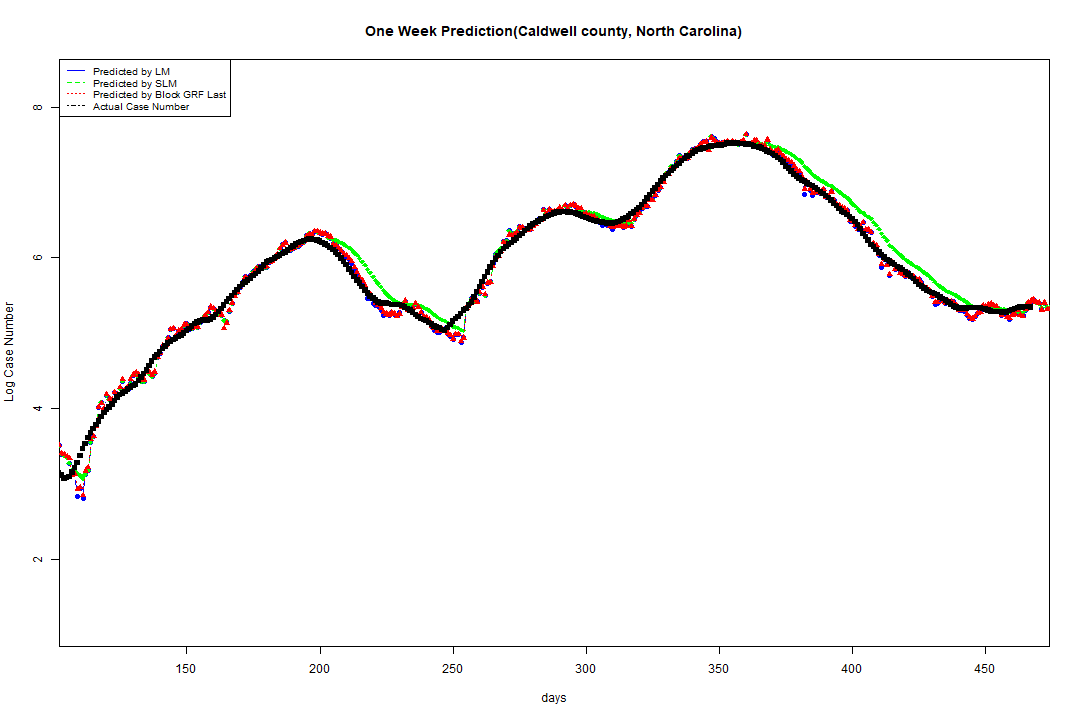 One Week Prediction(Caldwell county, North Carolina)
Predicted by LM
Predicted by SLM
Predicted by Block GRF Last
Actual Case Number
8
6
4
2
Log Case Number
150 200 250 300 350 400 450
days